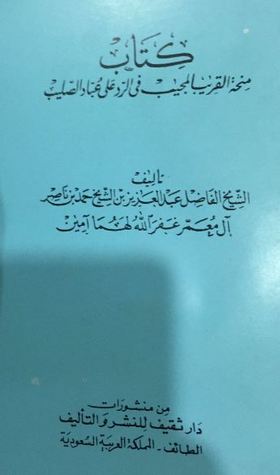 كتاب
منحة القريب المجيب في الرد على عباد الصليب
تأليف
الشيخ الفاضل عبد العزيز بن الشيخ حمد بن ناصر
آل معمر غفر الله لهما آمين
من منشورات
دار ثقيف للنشر والتأليف
الطائف - المملكة العربية السعودية